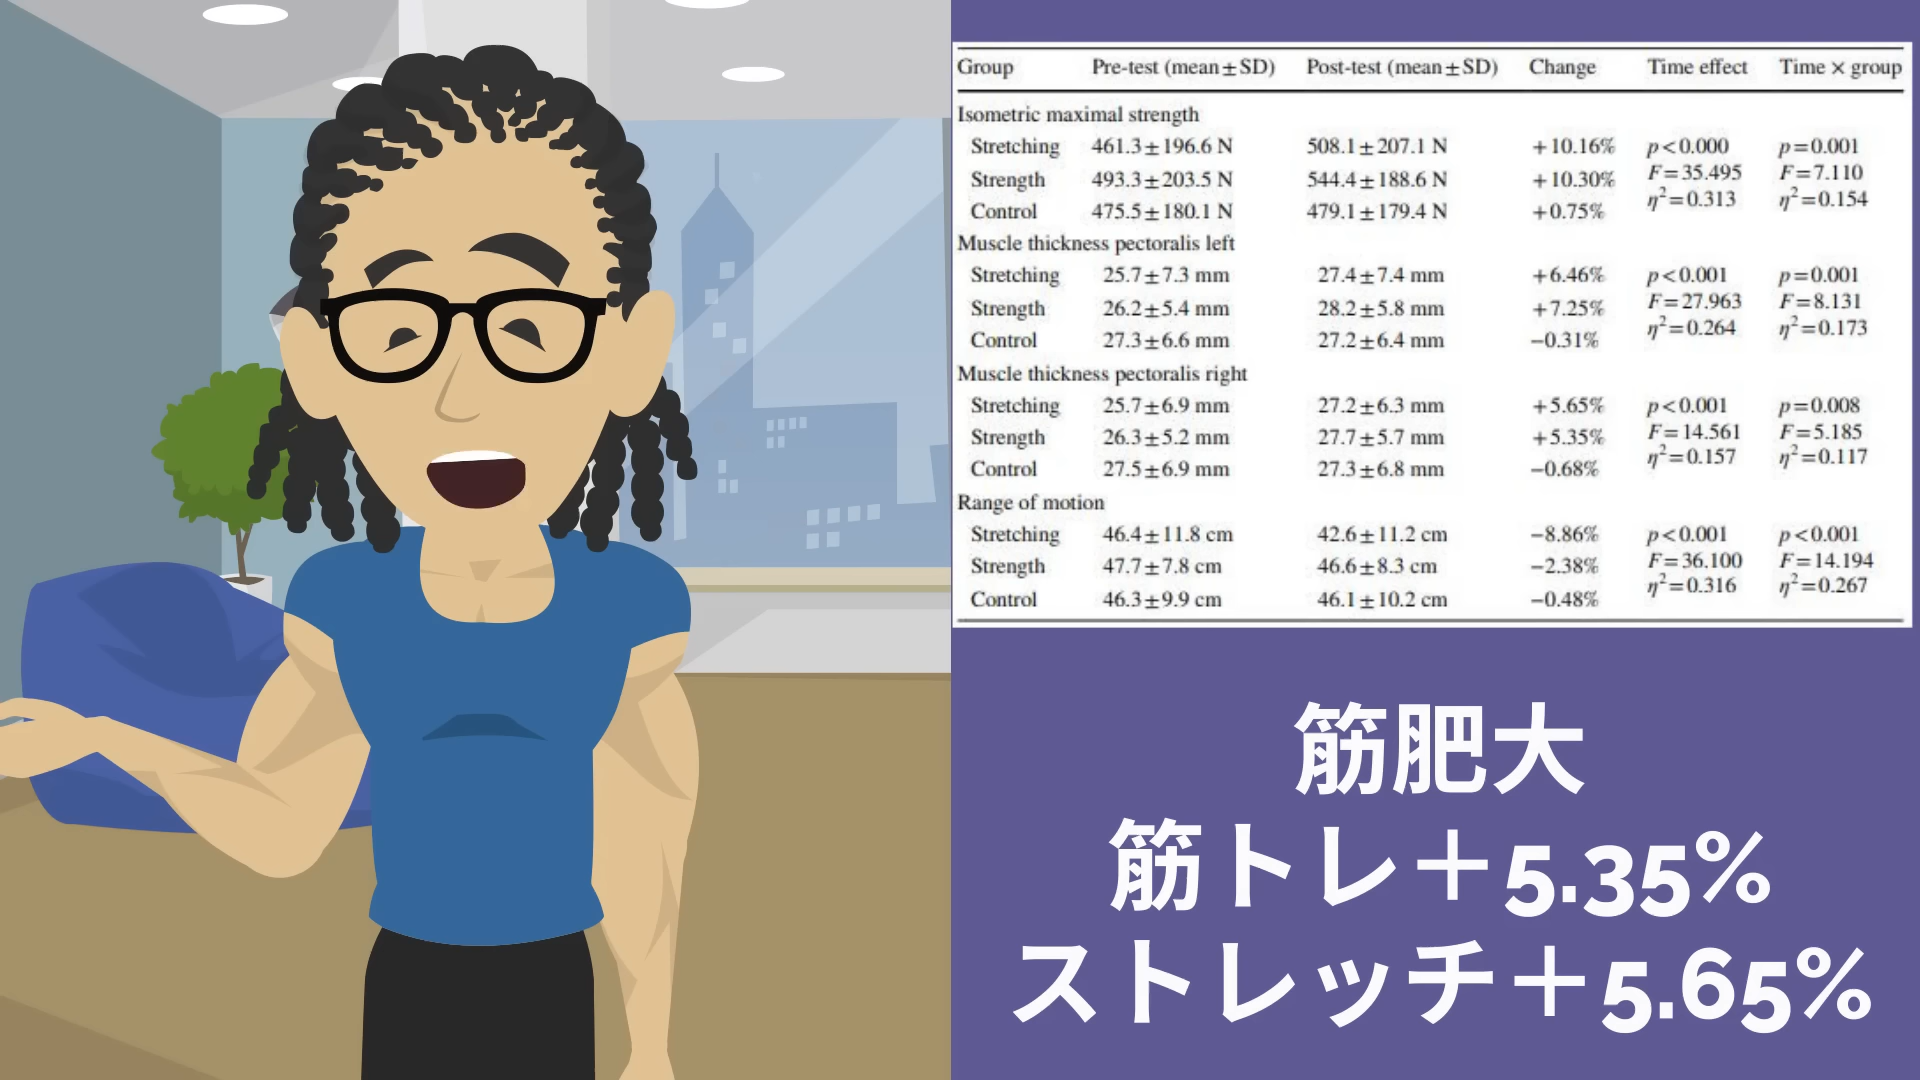 Group Pre-test (mean±SD) Post-test (mean±SD) Change Time effect Time × group
Isometric maximal strength
Stretching 461.3±196.6 N 508.1±207.1 N +10.16% p<0.000 p=0.001
F=35.495 F=7.110
Strength 493.3±203.5 N 544.4±188.6 N +10.30%
η²=0.313 η²=0.154
Control 475.5±180.1 N 479.1±179.4 N +0.75%
Muscle thickness pectoralis left
Stretching 25.7±7.3 mm 27.4±7.4 mm +6.46% p<0.001 p=0.001
F=27.963 F=8.131
Strength 26.2±5.4 mm 28.2±5.8 mm +7.25%
η²=0.264 η²=0.173
Control 27.3±6.6 mm 27.2±6.4 mm −0.31%
Muscle thickness pectoralis right
Stretching 25.7±6.9 mm 27.2±6.3 mm +5.65% p<0.001 p=0.008
F=14.561 F=5.185
Strength 26.3±5.2 mm 27.7±5.7 mm +5.35%
η²=0.157 η²=0.117
Control 27.5±6.9 mm 27.3±6.8 mm −0.68%
Range of motion
Stretching 46.4±11.8 cm 42.6±11.2 cm −8.86% p<0.001 p<0.001
F=36.100 F=14.194
Strength 47.7±7.8 cm 46.6±8.3 cm −2.38%
η²=0.316 η²=0.267
Control 46.3±9.9 cm 46.1±10.2 cm −0.48%
筋肥大
筋トレ＋5.35%
ストレッチ＋5.65%